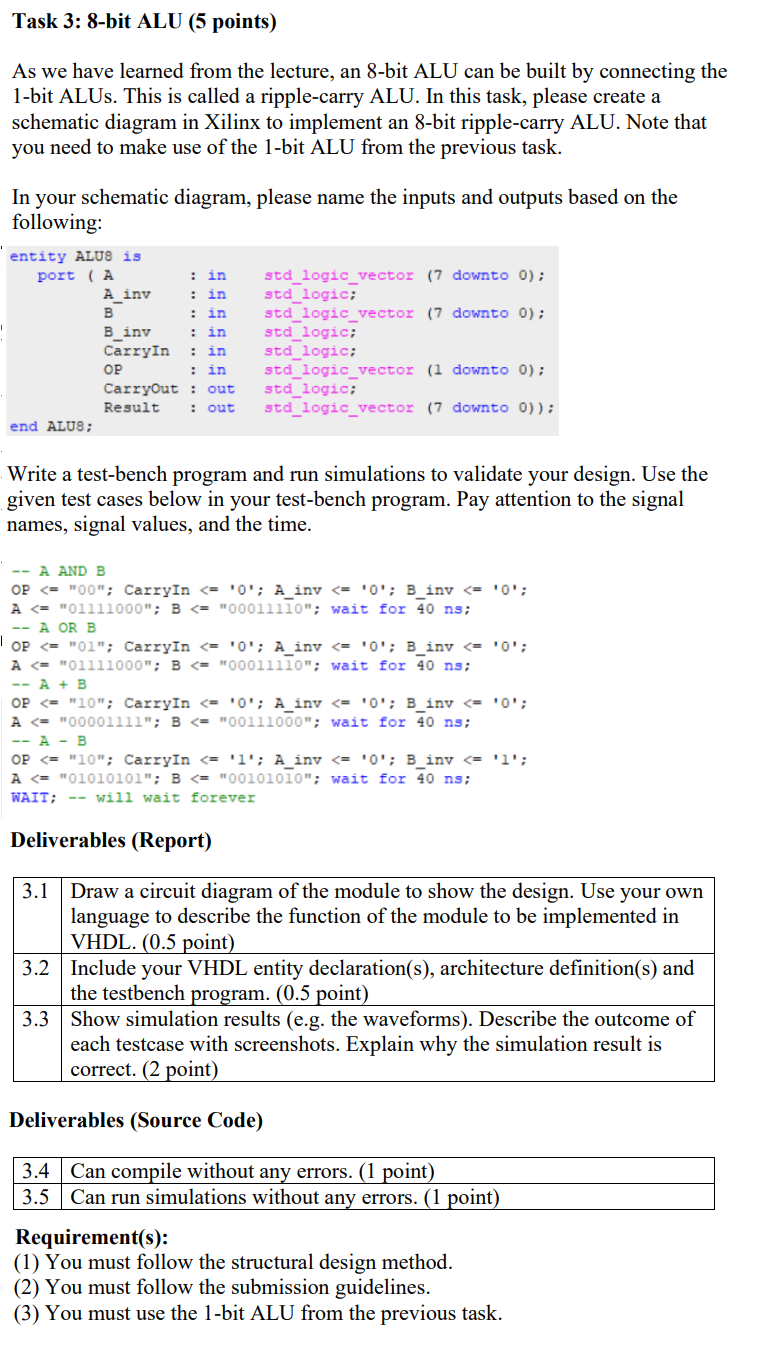 Task 3: 8-bit ALU (5 points)
As we have learned from the lecture, an 8-bit ALU can be built by connecting the
1-bit ALUs. This is called a ripple-carry ALU. In this task, please create a
schematic diagram in Xilinx to implement an 8-bit ripple-carry ALU. Note that
you need to make use of the 1-bit ALU from the previous task.
In your schematic diagram, please name the inputs and outputs based on the
following:
entity ALU8 is
port ( A : in std_logic_vector (7 downto 0);
A_inv : in std_logic;
B : in std_logic_vector (7 downto 0);
B_inv : in std_logic;
CarryIn : in std_logic;
OP : in std_logic_vector (1 downto 0);
CarryOut : out std_logic;
Result : out std_logic_vector (7 downto 0));
end ALU8;
Write a test-bench program and run simulations to validate your design. Use the
given test cases below in your test-bench program. Pay attention to the signal
names, signal values, and the time.
-- A AND B
OP <= "00"; CarryIn <= '0'; A_inv <= '0'; B_inv <= '0';
A <= "01111000"; B <= "00011110"; wait for 40 ns;
-- A OR B
OP <= "01"; CarryIn <= '0'; A_inv <= '0'; B_inv <= '0';
A <= "01111000"; B <= "00011110"; wait for 40 ns;
-- A + B
OP <= "10"; CarryIn <= '0'; A_inv <= '0'; B_inv <= '0';
A <= "00001111"; B <= "00111000"; wait for 40 ns;
-- A - B
OP <= "10"; CarryIn <= '1'; A_inv <= '0'; B_inv <= '1';
A <= "01010101"; B <= "00101010"; wait for 40 ns;
WAIT; -- will wait forever
Deliverables (Report)
3.1 Draw a circuit diagram of the module to show the design. Use your own
language to describe the function of the module to be implemented in
VHDL. (0.5 point)
3.2 Include your VHDL entity declaration(s), architecture definition(s) and
the testbench program. (0.5 point)
3.3 Show simulation results (e.g. the waveforms). Describe the outcome of
each testcase with screenshots. Explain why the simulation result is
correct. (2 point)
Deliverables (Source Code)
3.4 Can compile without any errors. (1 point)
3.5 Can run simulations without any errors. (1 point)
Requirement(s):
(1) You must follow the structural design method.
(2) You must follow the submission guidelines.
(3) You must use the 1-bit ALU from the previous task.